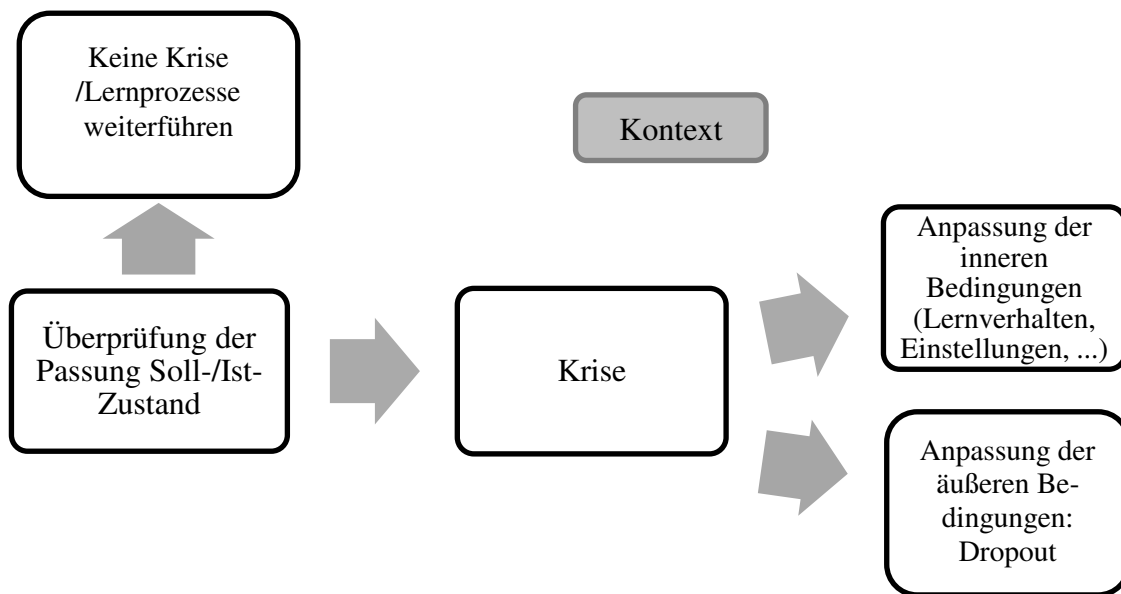 Keine Krise
/Lernprozesse
weiterführen
Kontext
Überprüfung der
Passung Soll-/Ist-
Zustand
Krise
Anpassung der
inneren
Bedingungen
(Lernverhalten,
Einstellungen, ...)
Anpassung der
äußeren Be-
dingungen:
Dropout